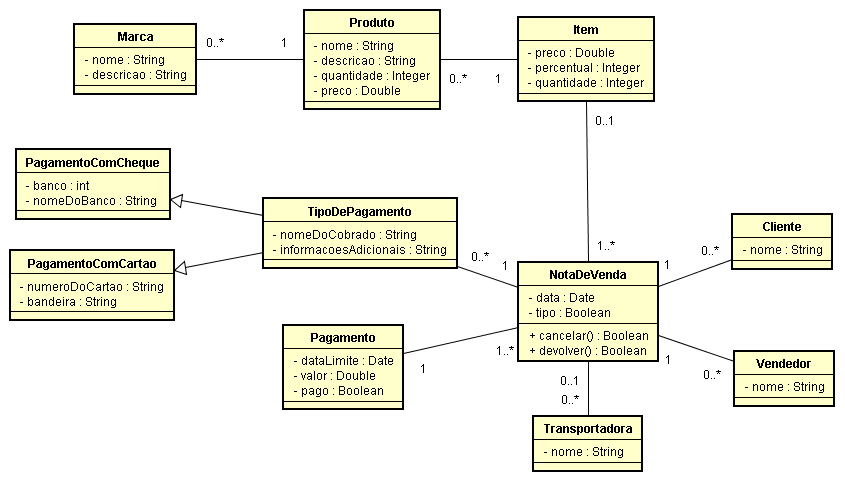 Marca
- nome : String
- descricao : String
0..*
1
Produto
- nome : String
- descricao : String
- quantidade : Integer
- preco : Double
0..*
1
Item
- preco : Double
- percentual : Integer
- quantidade : Integer
0..1
1..*
PagamentoComCheque
- banco : int
- nomeDoBanco : String
PagamentoComCartao
- numeroDoCartao : String
- bandeira : String
TipoDePagamento
- nomeDoCobrado : String
- informacoesAdicionais : String
0..*
1
NotaDeVenda
- data : Date
- tipo : Boolean
+ cancelar() : Boolean
+ devolver() : Boolean
1
0..*
Cliente
- nome : String
Pagamento
- dataLimite : Date
- valor : Double
- pago : Boolean
1
1..*
1
0..*
Vendedor
- nome : String
0..1
0..*
Transportadora
- nome : String